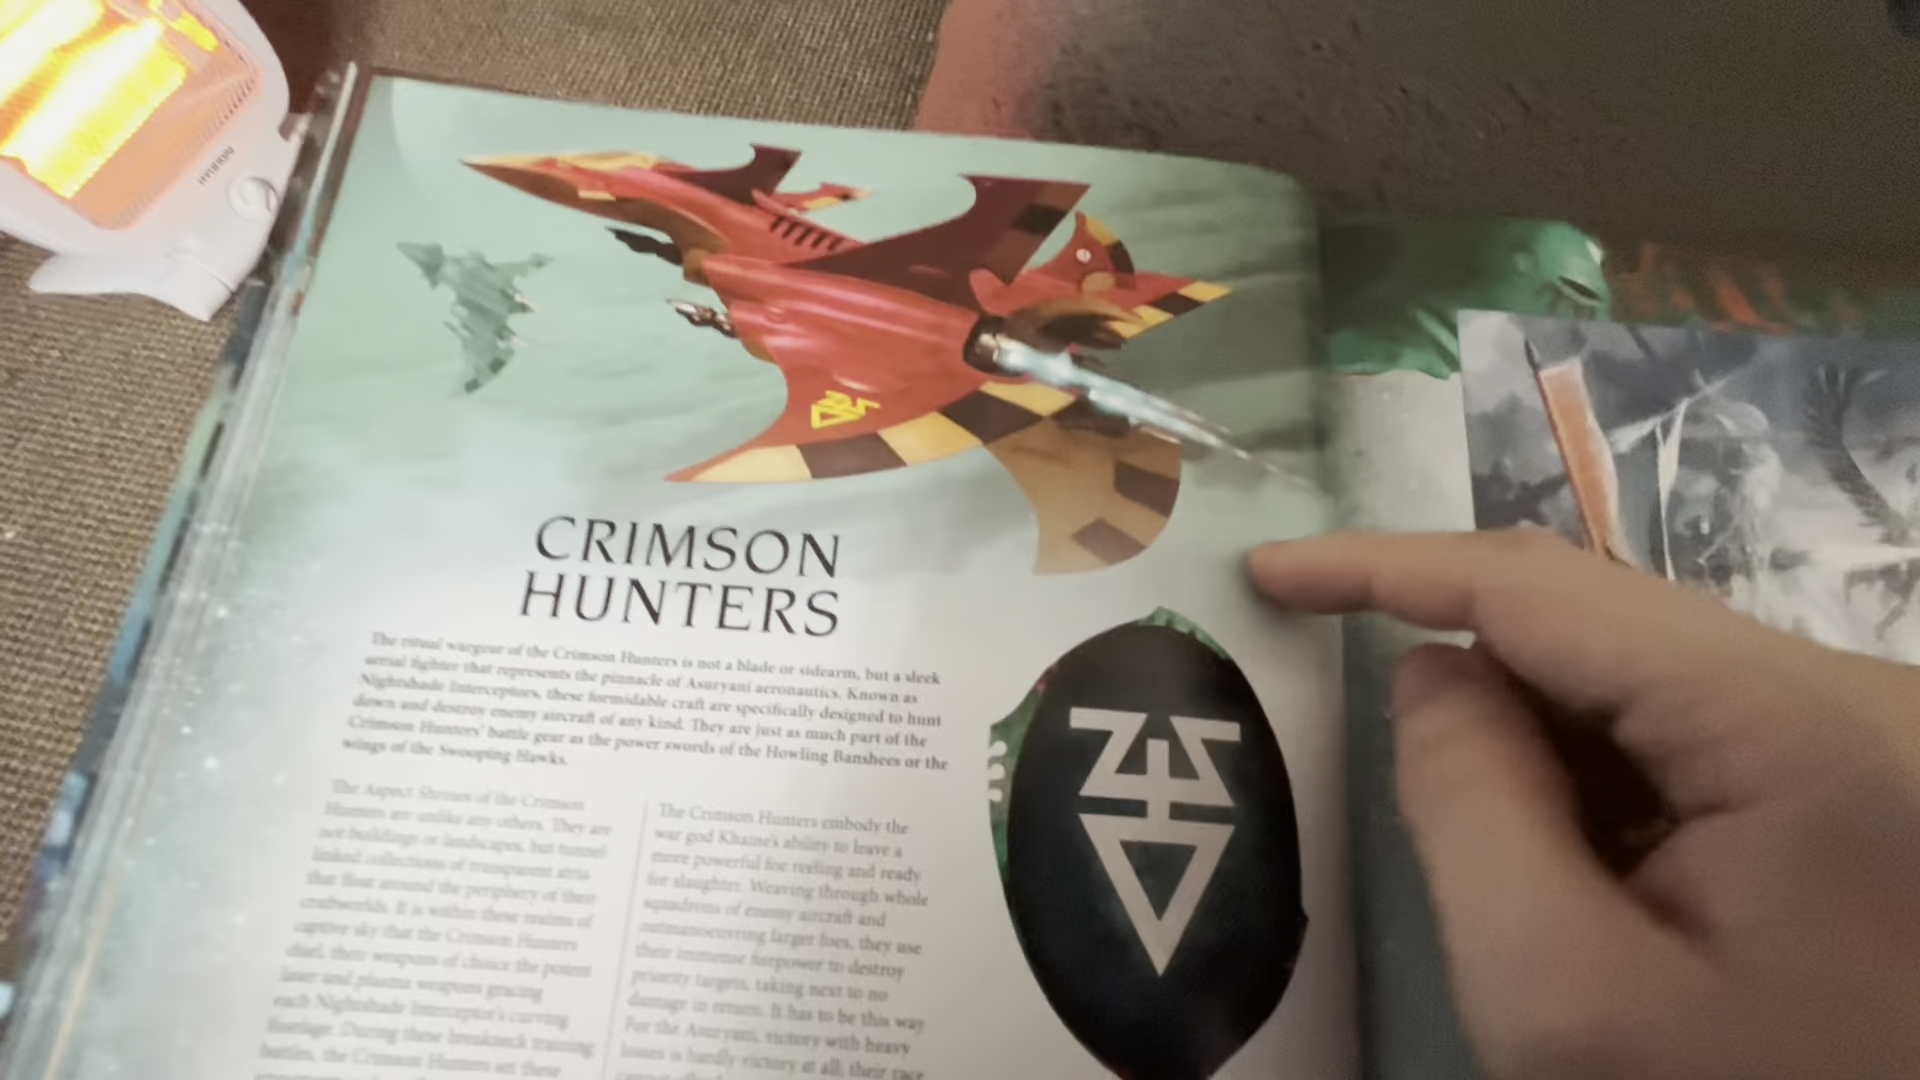 HYUNDAI
CRIMSON
HUNTERS
The ritual wargear of the Crimson Hunters is not a blade or sidearm, but a sleek
aerial fighter that represents the pinnacle of Asuryani aeronautics. Known as
Nightshade Interceptors, these formidable craft are specifically designed to hunt
down and destroy enemy aircraft of any kind. They are just as much part of the
Crimson Hunters' battle gear as the power swords of the Howling Banshees or the
wings of the Swooping Hawks.
The Aspect Shrines of the Crimson
Hunters are unlike any others. They are
not buildings or landscapes, but tunnel-
linked collections of transparent atria
that float around the periphery of their
craftworlds. It is within these realms of
captive sky that the Crimson Hunters
duel, their weapons of choice the potent
laser and plasma weapons gracing
each Nightshade Interceptor's curving
fuselage. During these breakneck training
battles, the Crimson Hunters set these
The Crimson Hunters embody the
war god Khaine's ability to leave a
more powerful foe reeling and ready
for slaughter. Weaving through whole
squadrons of enemy aircraft and
outmanoeuvring larger foes, they use
their immense firepower to destroy
priority targets, taking next to no
damage in return. It has to be this way.
For the Asuryani, victory with heavy
losses is hardly victory at all; their race